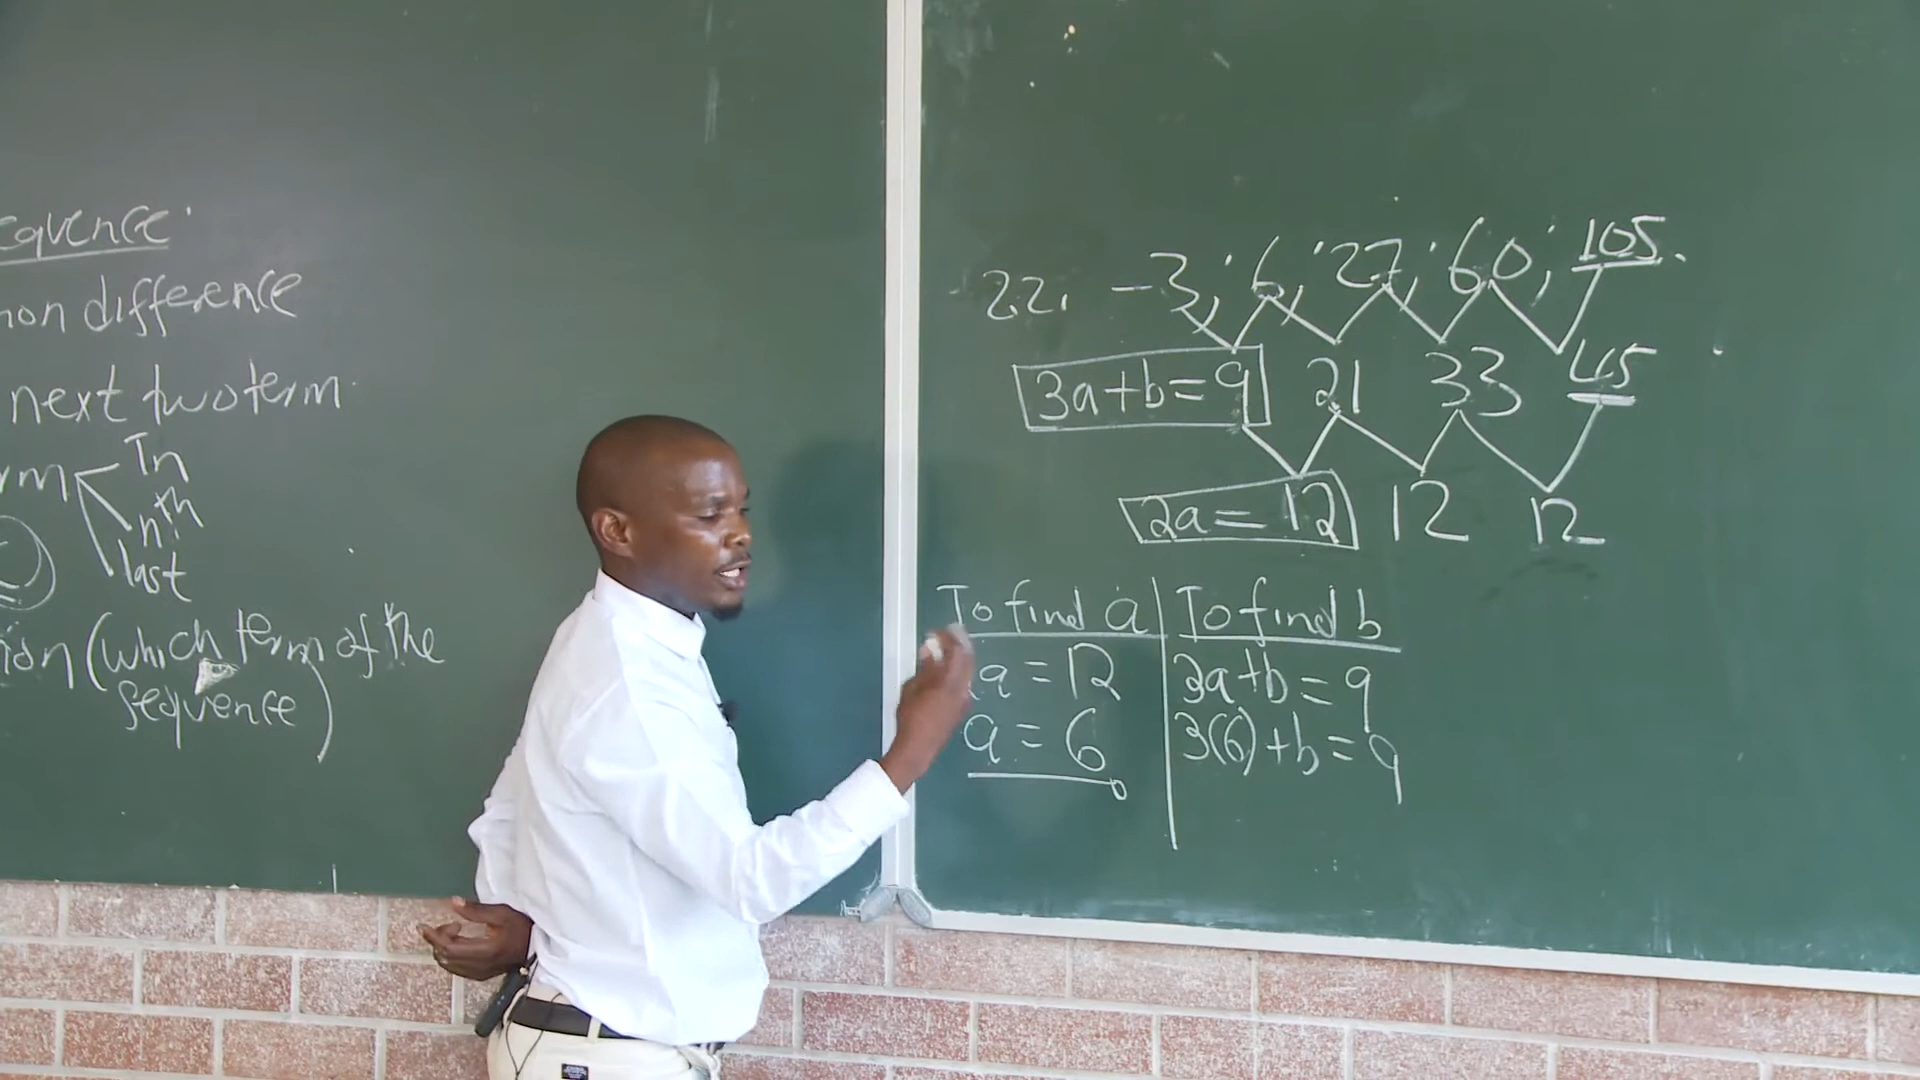 equence
mon difference
next two term.
rm Tn
nth
last
ion (which term of the
sequence)
2.2. -3; 6; 27; 60; 105.
3a+b=9 21 33 45
2a=12 12 12
To find a
a=12
a=6
To find b
3a+b=9
3(6)+b=9